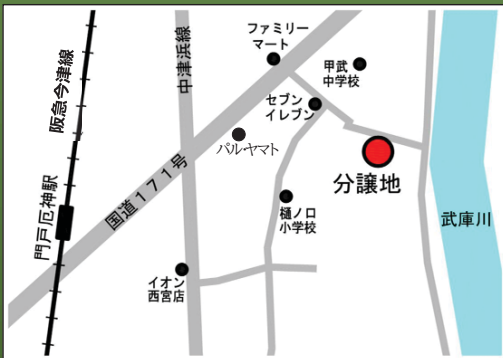 阪急今津線
門戸厄神駅
中津浜線
国道171号
ファミリー
マート
甲武
中学校
セブン
イレブン
パル・ヤマト
分譲地
樋ノ口
小学校
イオン
西宮店
武庫川